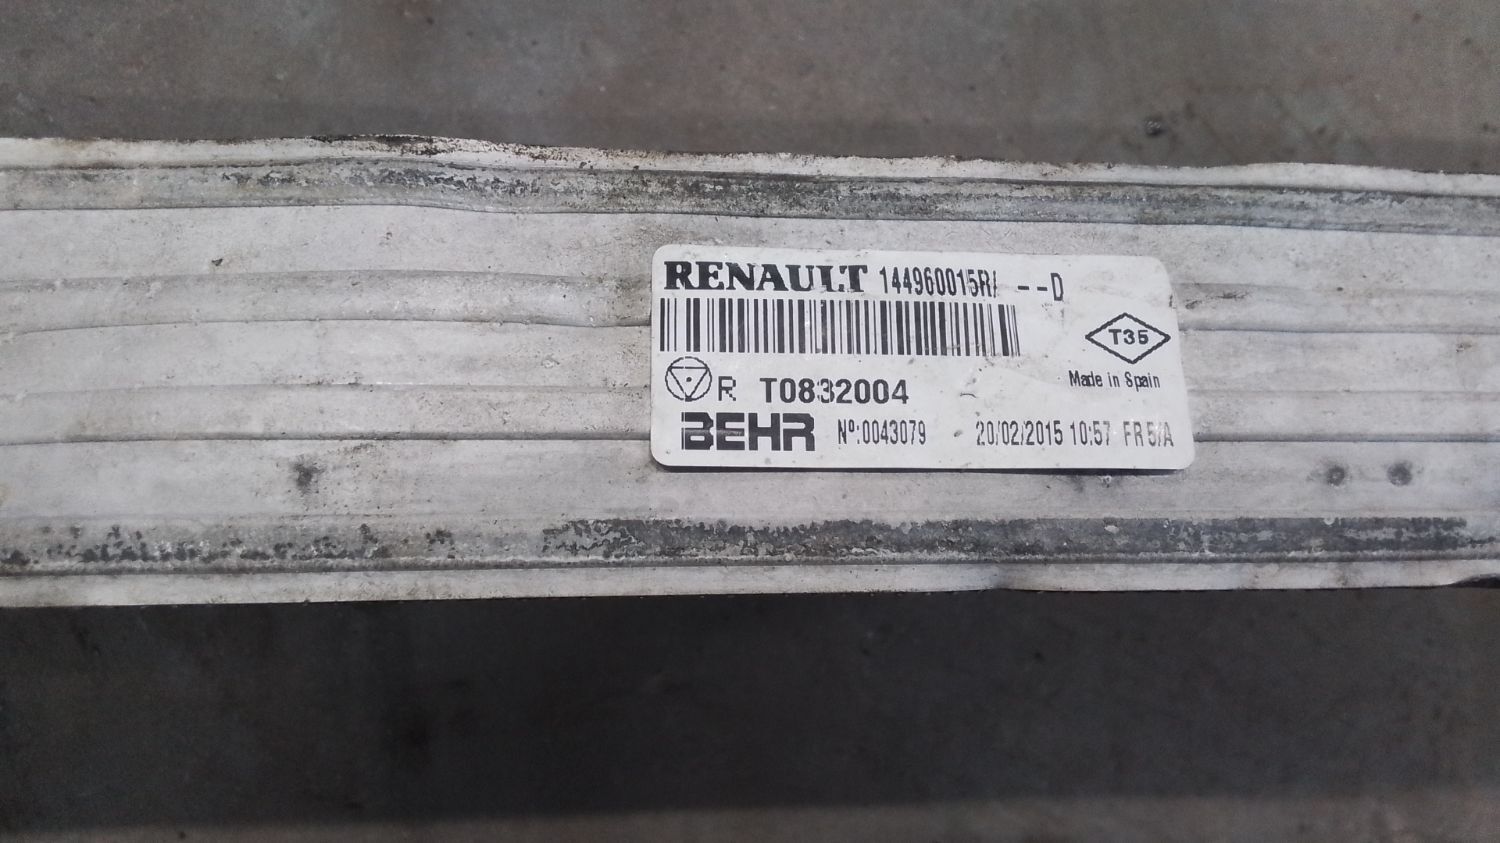 RENAULT 144960015R/ --D
T35
Made in Spain
R T0832004
BEHR Nº:0043079 - 20/02/2015 10:57 FR 5/A